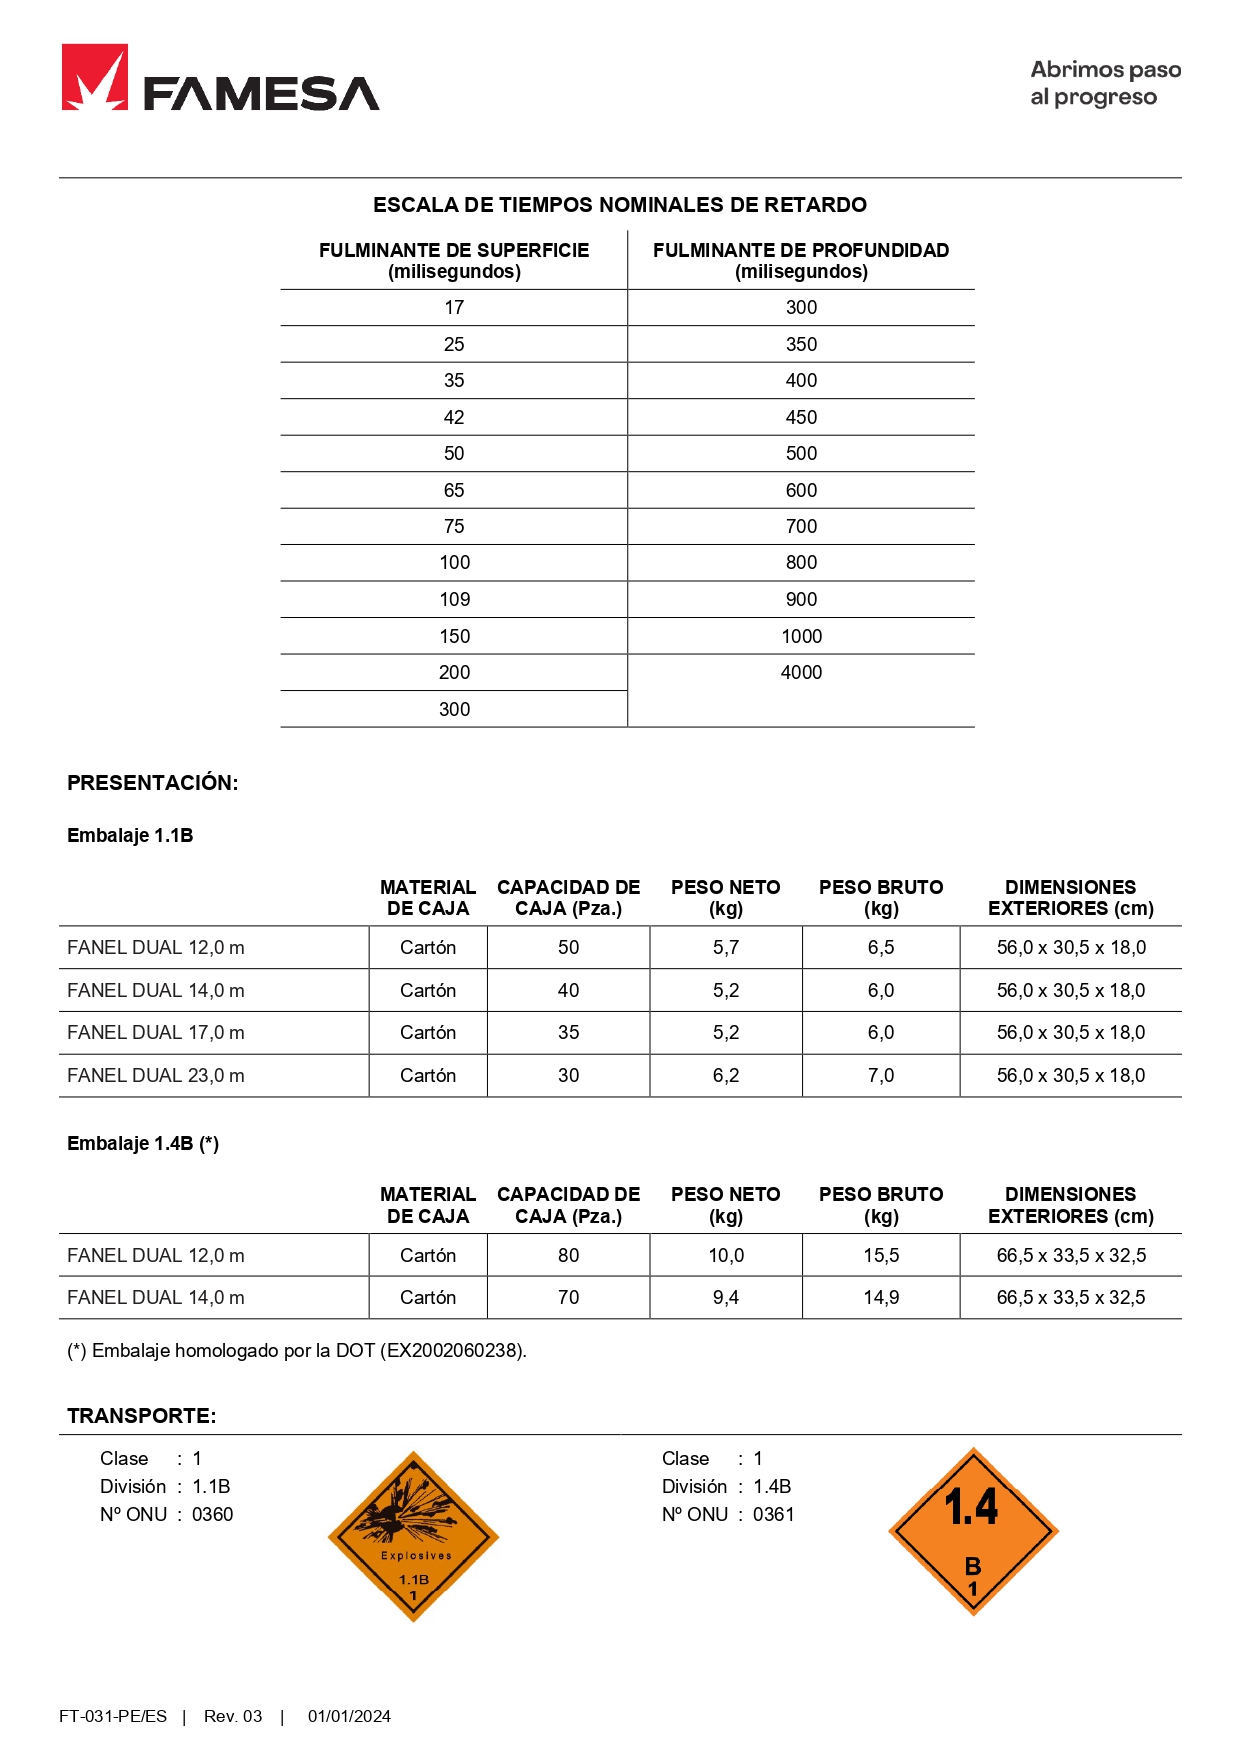 FAMESA
Abrimos paso
al progreso
ESCALA DE TIEMPOS NOMINALES DE RETARDO
FULMINANTE DE SUPERFICIE FULMINANTE DE PROFUNDIDAD
(milisegundos) (milisegundos)
17 300
25 350
35 400
42 450
50 500
65 600
75 700
100 800
109 900
150 1000
200 4000
300
PRESENTACIÓN:
Embalaje 1.1B
MATERIAL CAPACIDAD DE PESO NETO PESO BRUTO DIMENSIONES
DE CAJA CAJA (Pza.) (kg) (kg) EXTERIORES (cm)
FANEL DUAL 12,0 m Cartón 50 5,7 6,5 56,0 x 30,5 x 18,0
FANEL DUAL 14,0 m Cartón 40 5,2 6,0 56,0 x 30,5 x 18,0
FANEL DUAL 17,0 m Cartón 35 5,2 6,0 56,0 x 30,5 x 18,0
FANEL DUAL 23,0 m Cartón 30 6,2 7,0 56,0 x 30,5 x 18,0
Embalaje 1.4B (*)
MATERIAL CAPACIDAD DE PESO NETO PESO BRUTO DIMENSIONES
DE CAJA CAJA (Pza.) (kg) (kg) EXTERIORES (cm)
FANEL DUAL 12,0 m Cartón 80 10,0 15,5 66,5 x 33,5 x 32,5
FANEL DUAL 14,0 m Cartón 70 9,4 14,9 66,5 x 33,5 x 32,5
(*) Embalaje homologado por la DOT (EX2002060238).
TRANSPORTE:
Clase : 1
División : 1.1B
Nº ONU : 0360
Explosives
1.1B
1
Clase : 1
División : 1.4B
Nº ONU : 0361
1.4
B
1
FT-031-PE/ES | Rev. 03 | 01/01/2024